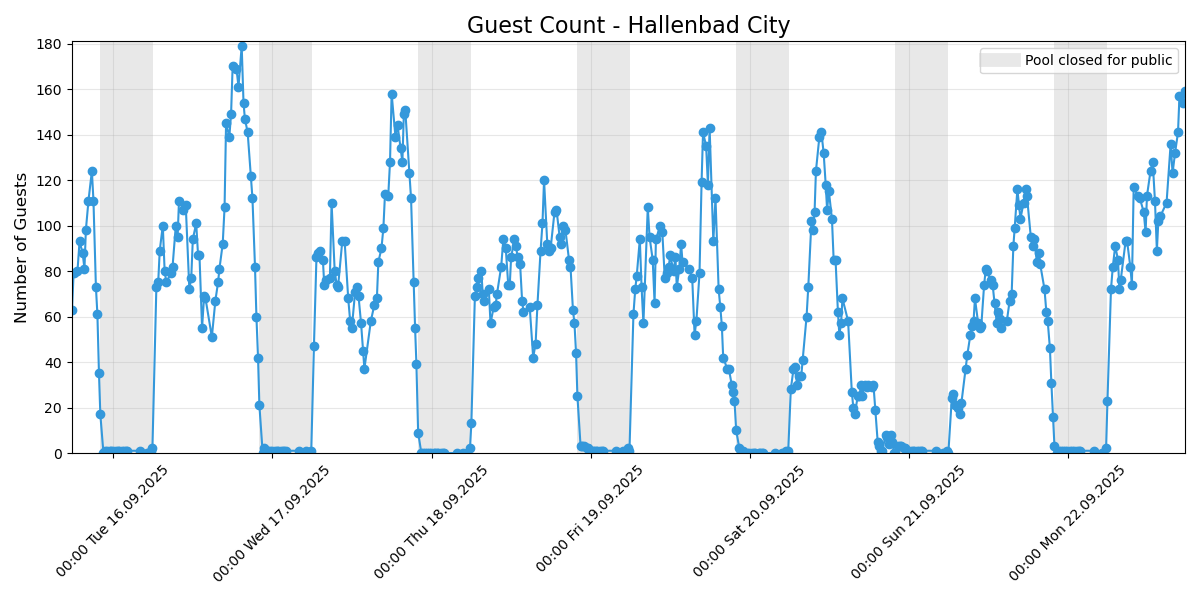 Guest Count - Hallenbad City
Pool closed for public
Number of Guests
180
160
140
120
100
80
60
40
20
0
00:00 Tue 16.09.2025
00:00 Wed 17.09.2025
00:00 Thu 18.09.2025
00:00 Fri 19.09.2025
00:00 Sat 20.09.2025
00:00 Sun 21.09.2025
00:00 Mon 22.09.2025